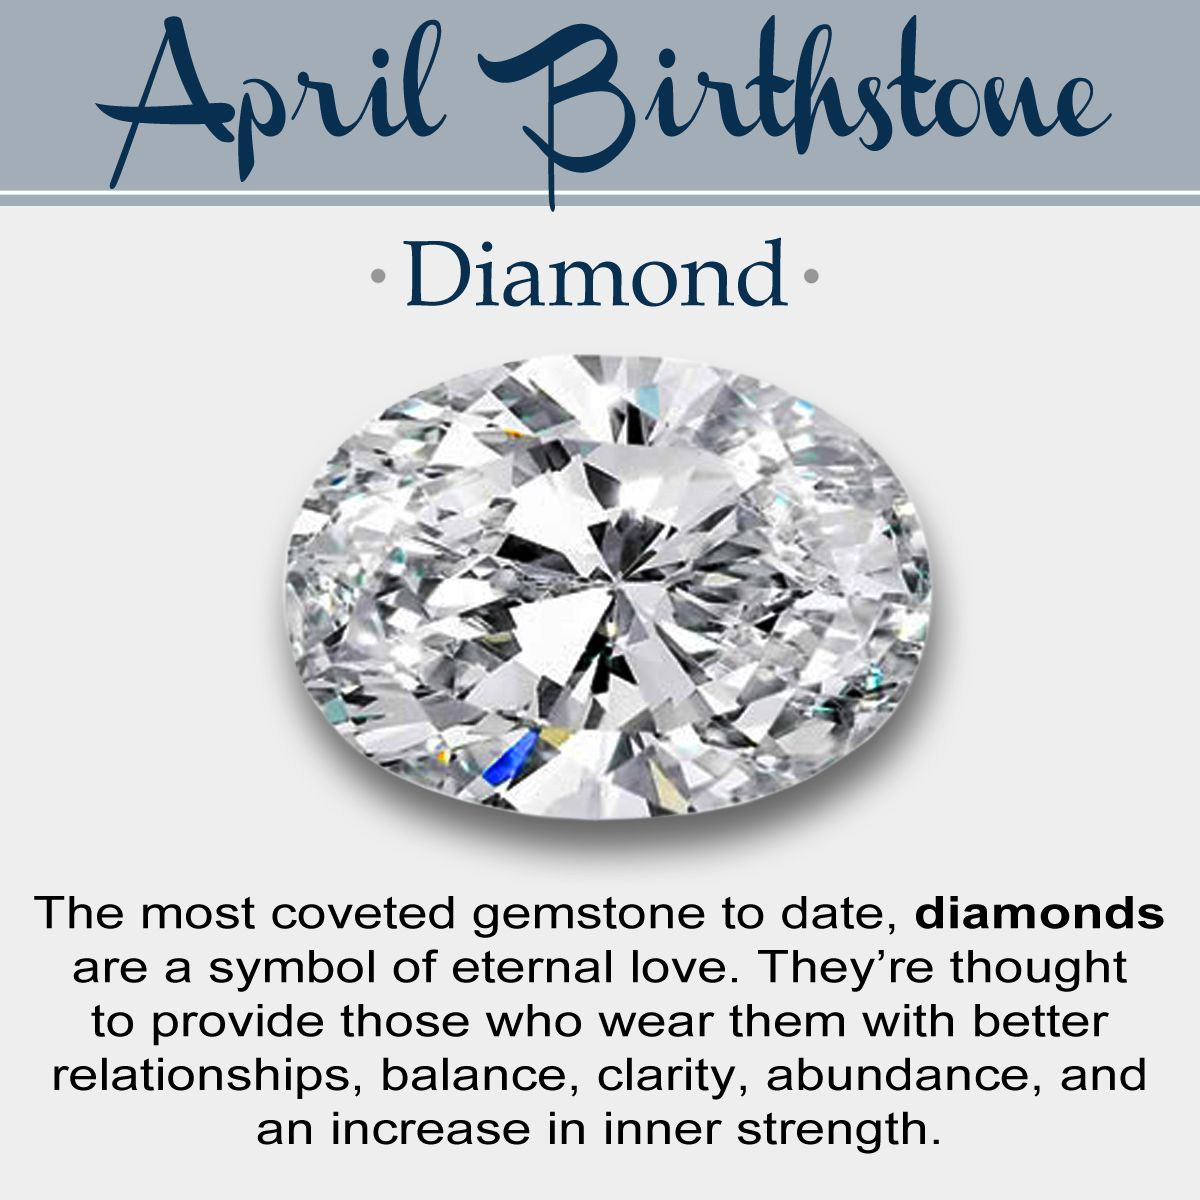 April Birthstone
• Diamond •
The most coveted gemstone to date, diamonds
are a symbol of eternal love. They’re thought
to provide those who wear them with better
relationships, balance, clarity, abundance, and
an increase in inner strength.